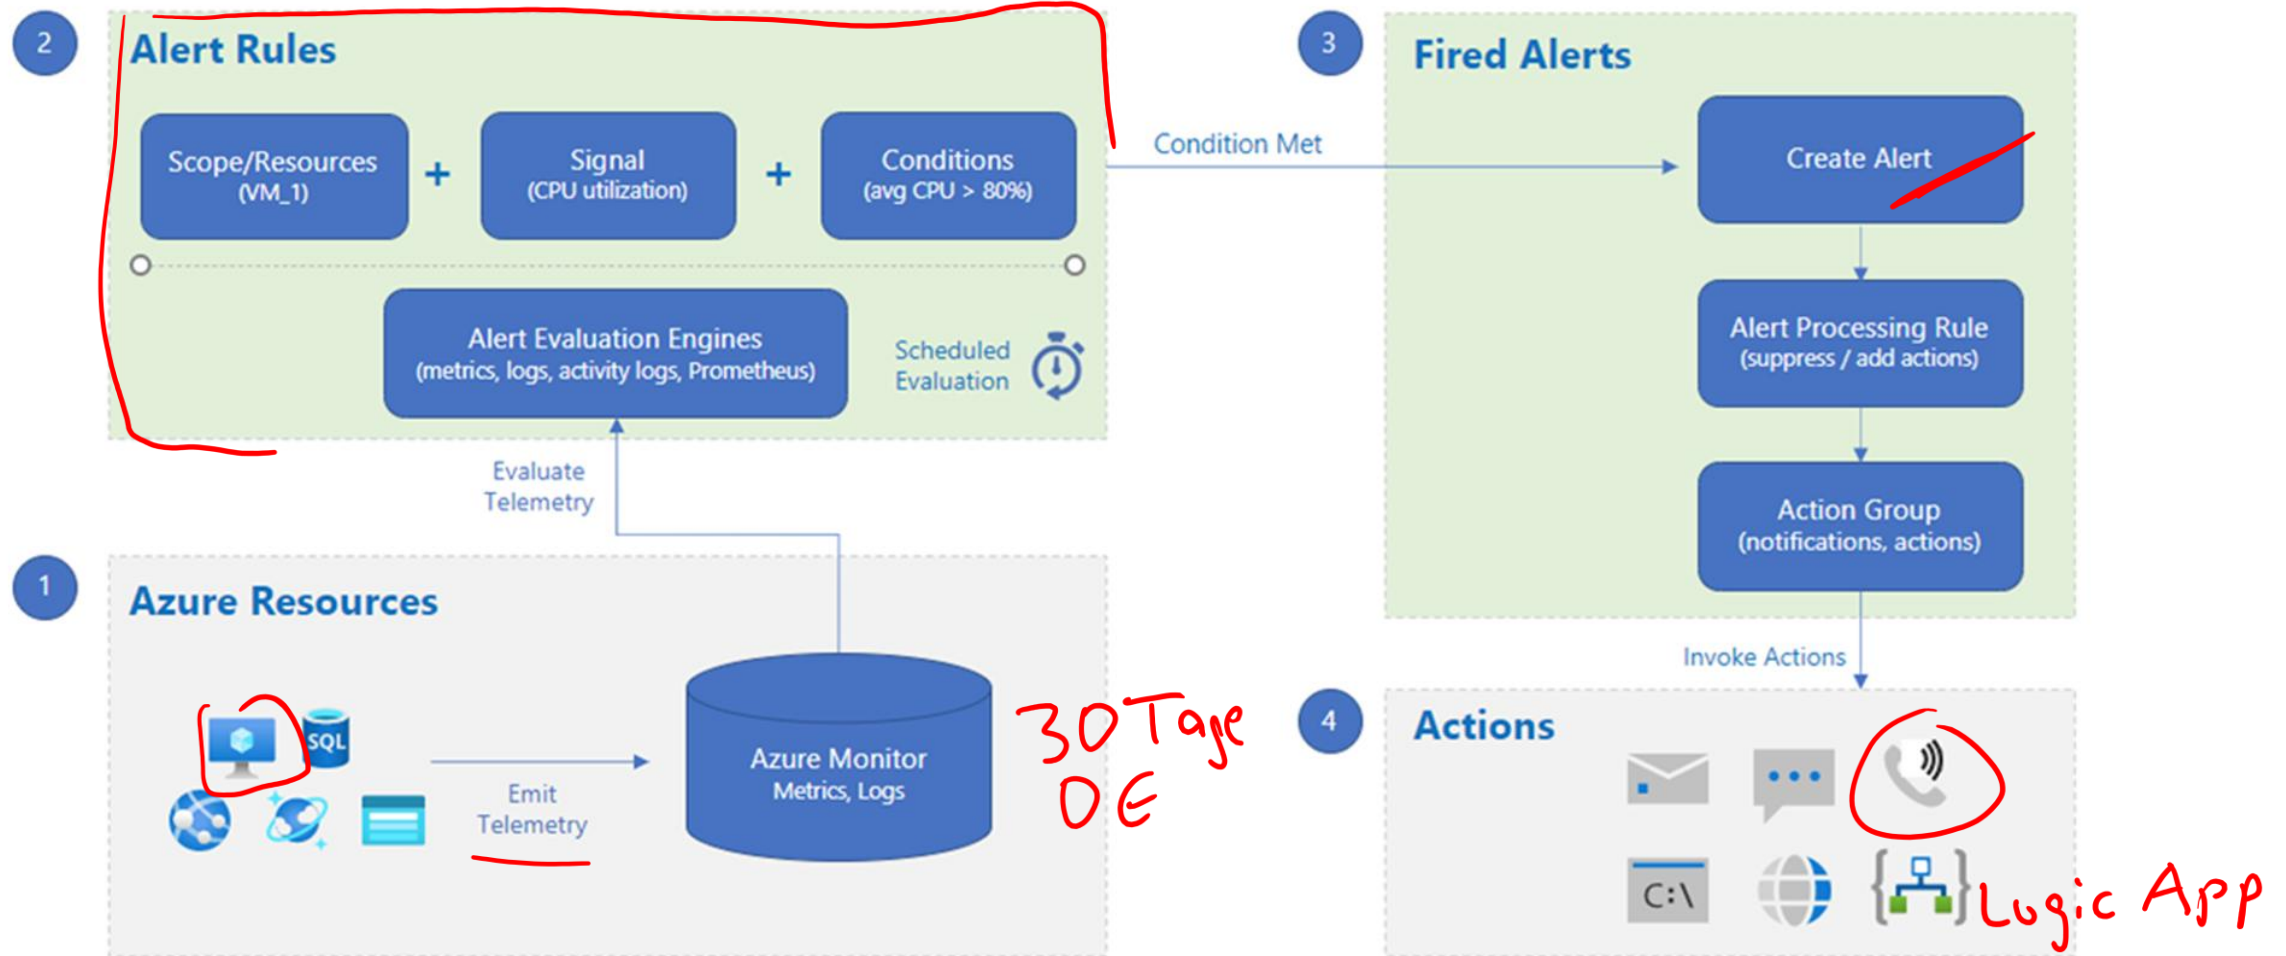 2
Alert Rules
Scope/Resources
(VM_1)
+
Signal
(CPU utilization)
+
Conditions
(avg CPU > 80%)
Alert Evaluation Engines
(metrics, logs, activity logs, Prometheus)
Scheduled
Evaluation
Evaluate
Telemetry
Condition Met
3
Fired Alerts
Create Alert
Alert Processing Rule
(suppress / add actions)
Action Group
(notifications, actions)
Invoke Actions
1
Azure Resources
SQL
Emit
Telemetry
Azure Monitor
Metrics, Logs
30 Tage
0€
4
Actions
C:\
Logic App